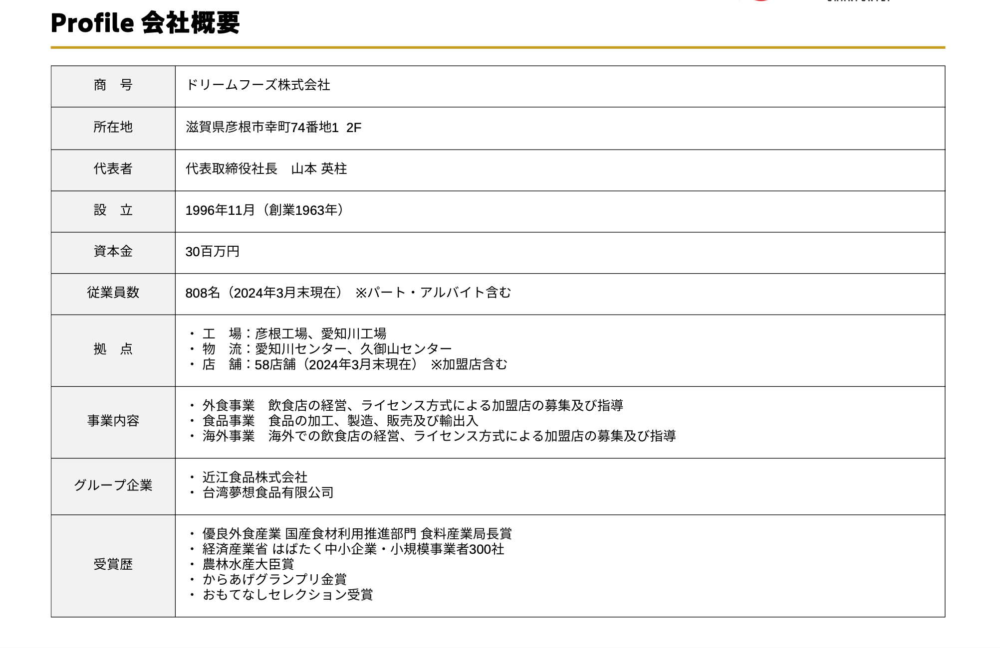 Profile 会社概要
商　号
ドリームフーズ株式会社
所在地
滋賀県彦根市幸町74番地1 2F
代表者
代表取締役社長　山本 英柱
設　立
1996年11月（創業1963年）
資本金
30百万円
従業員数
808名（2024年3月末現在）　※パート・アルバイト含む
拠　点
・ 工　場：彦根工場、愛知川工場
・ 物　流：愛知川センター、久御山センター
・ 店　舗：58店舗（2024年3月末現在）　※加盟店含む
事業内容
・ 外食事業　飲食店の経営、ライセンス方式による加盟店の募集及び指導
・ 食品事業　食品の加工、製造、販売及び輸出入
・ 海外事業　海外での飲食店の経営、ライセンス方式による加盟店の募集及び指導
グループ企業
・ 近江食品株式会社
・ 台湾夢想食品有限公司
受賞歴
・ 優良外食産業 国産食材利用推進部門 食料産業局長賞
・ 経済産業省 はばたく中小企業・小規模事業者300社
・ 農林水産大臣賞
・ からあげグランプリ金賞
・ おもてなしセレクション受賞